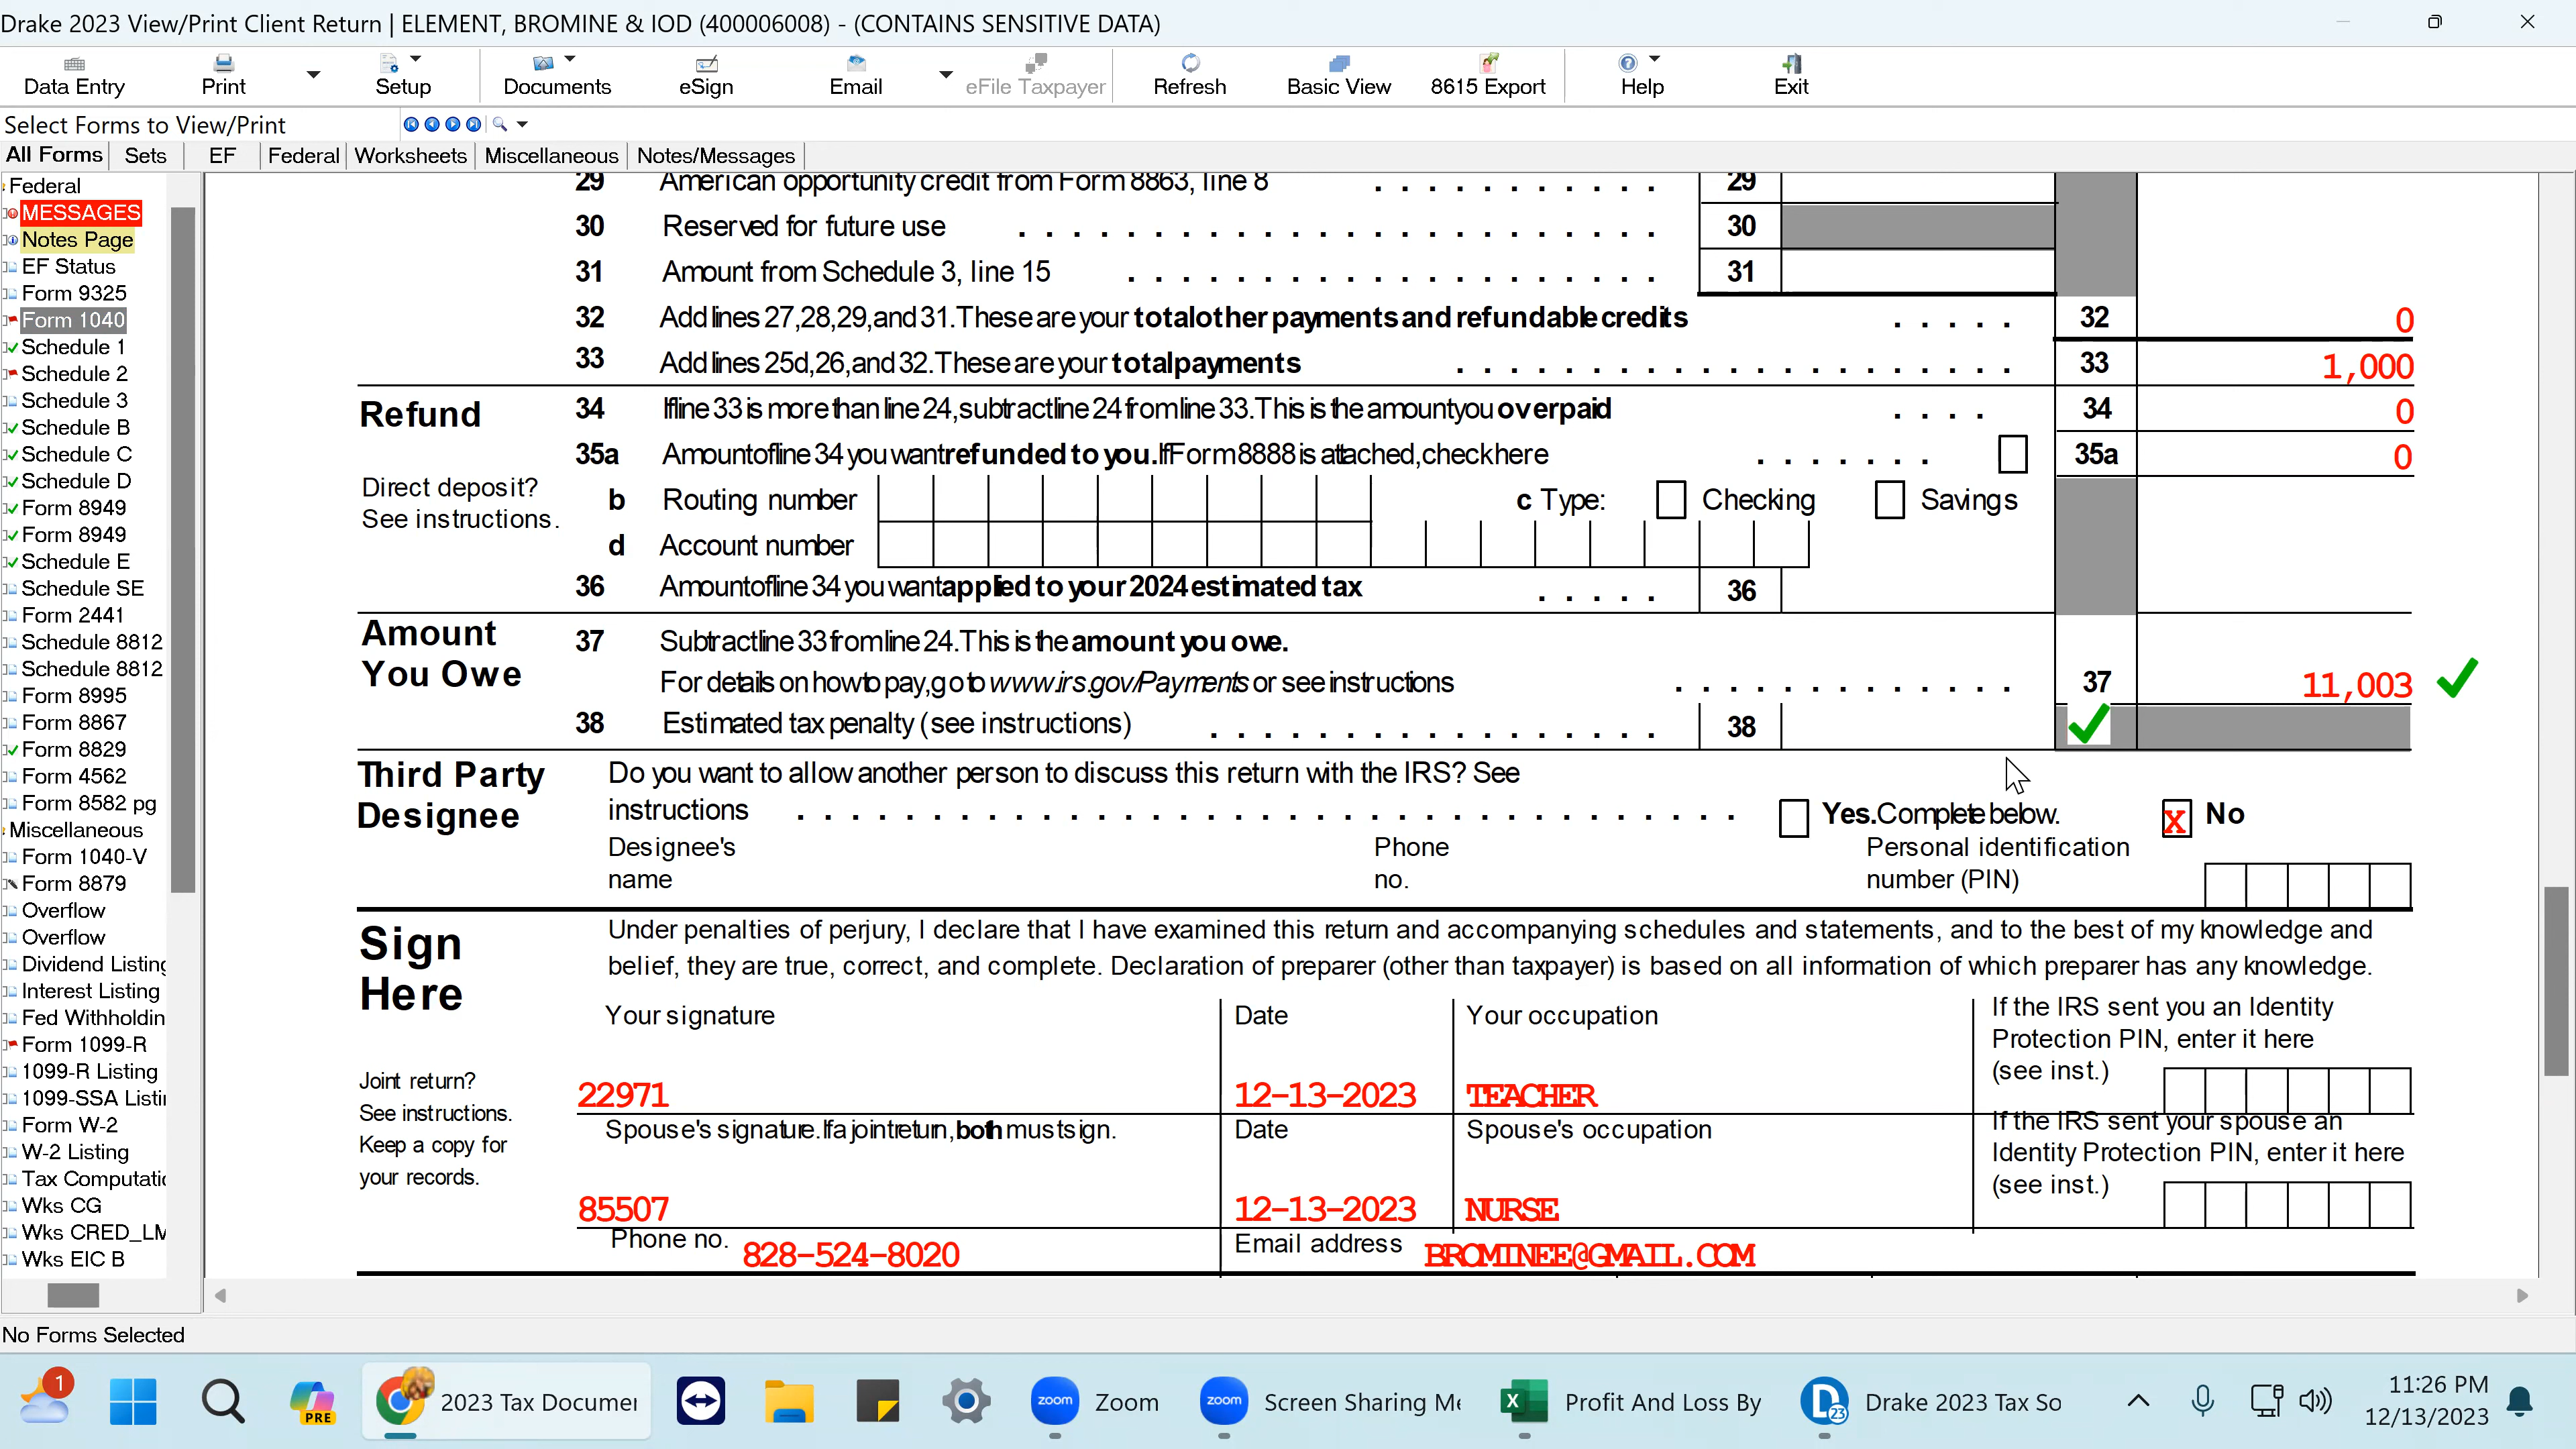 Drake 2023 View/Print Client Return | ELEMENT, BROMINE & IOD (400006008) - (CONTAINS SENSITIVE DATA)
Data Entry Print Setup Documents eSign Email eFile Taxpayer Refresh Basic View 8615 Export Help Exit
Select Forms to View/Print
All Forms Sets EF Federal Worksheets Miscellaneous Notes/Messages
Federal
MESSAGES
Notes Page
EF Status
Form 9325
Form 1040
Schedule 1
Schedule 2
Schedule 3
Schedule B
Schedule C
Schedule D
Form 8949
Form 8949
Schedule E
Schedule SE
Form 2441
Schedule 8812
Schedule 8812
Form 8995
Form 8867
Form 8829
Form 4562
Form 8582 pg
Miscellaneous
Form 1040-V
Form 8879
Overflow
Overflow
Dividend Listing
Interest Listing
Fed Withholdin
Form 1099-R
1099-R Listing
1099-SSA Listi
Form W-2
W-2 Listing
Tax Computati
Wks CG
Wks CRED_LM
Wks EIC B
29 American opportunity credit from Form 8863, line 8 . . . . . . . . . . . 29
30 Reserved for future use . . . . . . . . . . . . . . . . . . . . . . . . 30
31 Amount from Schedule 3, line 15 . . . . . . . . . . . . . . . . . . . . 31
32 Add lines 27, 28, 29, and 31. These are your total other payments and refundable credits . . . . . 32 0
33 Add lines 25d, 26, and 32. These are your total payments . . . . . . . . . . . . . . . . . . . . . 33 1,000
Refund 34 If line 33 is more than line 24, subtract line 24 from line 33. This is the amount you overpaid . . . . 34 0
35a Amount of line 34 you want refunded to you. If Form 8888 is attached, check here . . . . . . . 35a 0
Direct deposit?
See instructions.
b Routing number c Type: Checking Savings
d Account number
36 Amount of line 34 you want applied to your 2024 estimated tax . . . . . 36
Amount
You Owe
37 Subtract line 33 from line 24. This is the amount you owe.
For details on how to pay, go to www.irs.gov/Payments or see instructions . . . . . . . . . . . . . 37 11,003
38 Estimated tax penalty (see instructions) . . . . . . . . . . . . . . . . . 38
Third Party
Designee
Do you want to allow another person to discuss this return with the IRS? See
instructions . . . . . . . . . . . . . . . . . . . . . . . . . . . . . . . . . . . Yes. Complete below. X No
Designee's
name
Phone
no.
Personal identification
number (PIN)
Sign
Here
Under penalties of perjury, I declare that I have examined this return and accompanying schedules and statements, and to the best of my knowledge and
belief, they are true, correct, and complete. Declaration of preparer (other than taxpayer) is based on all information of which preparer has any knowledge.
Your signature Date Your occupation
If the IRS sent you an Identity
Protection PIN, enter it here
(see inst.)
22971 12-13-2023 TEACHER
Joint return?
See instructions.
Keep a copy for
your records.
Spouse's signature. If a joint return, both must sign. Date Spouse's occupation
If the IRS sent your spouse an
Identity Protection PIN, enter it here
(see inst.)
85507 12-13-2023 NURSE
Phone no. 828-524-8020 Email address BROMINEE@GMAIL.COM
No Forms Selected
1
PRE
2023 Tax Documen
zoom Zoom
zoom Screen Sharing Me
Profit And Loss By
23 Drake 2023 Tax So
11:26 PM
12/13/2023